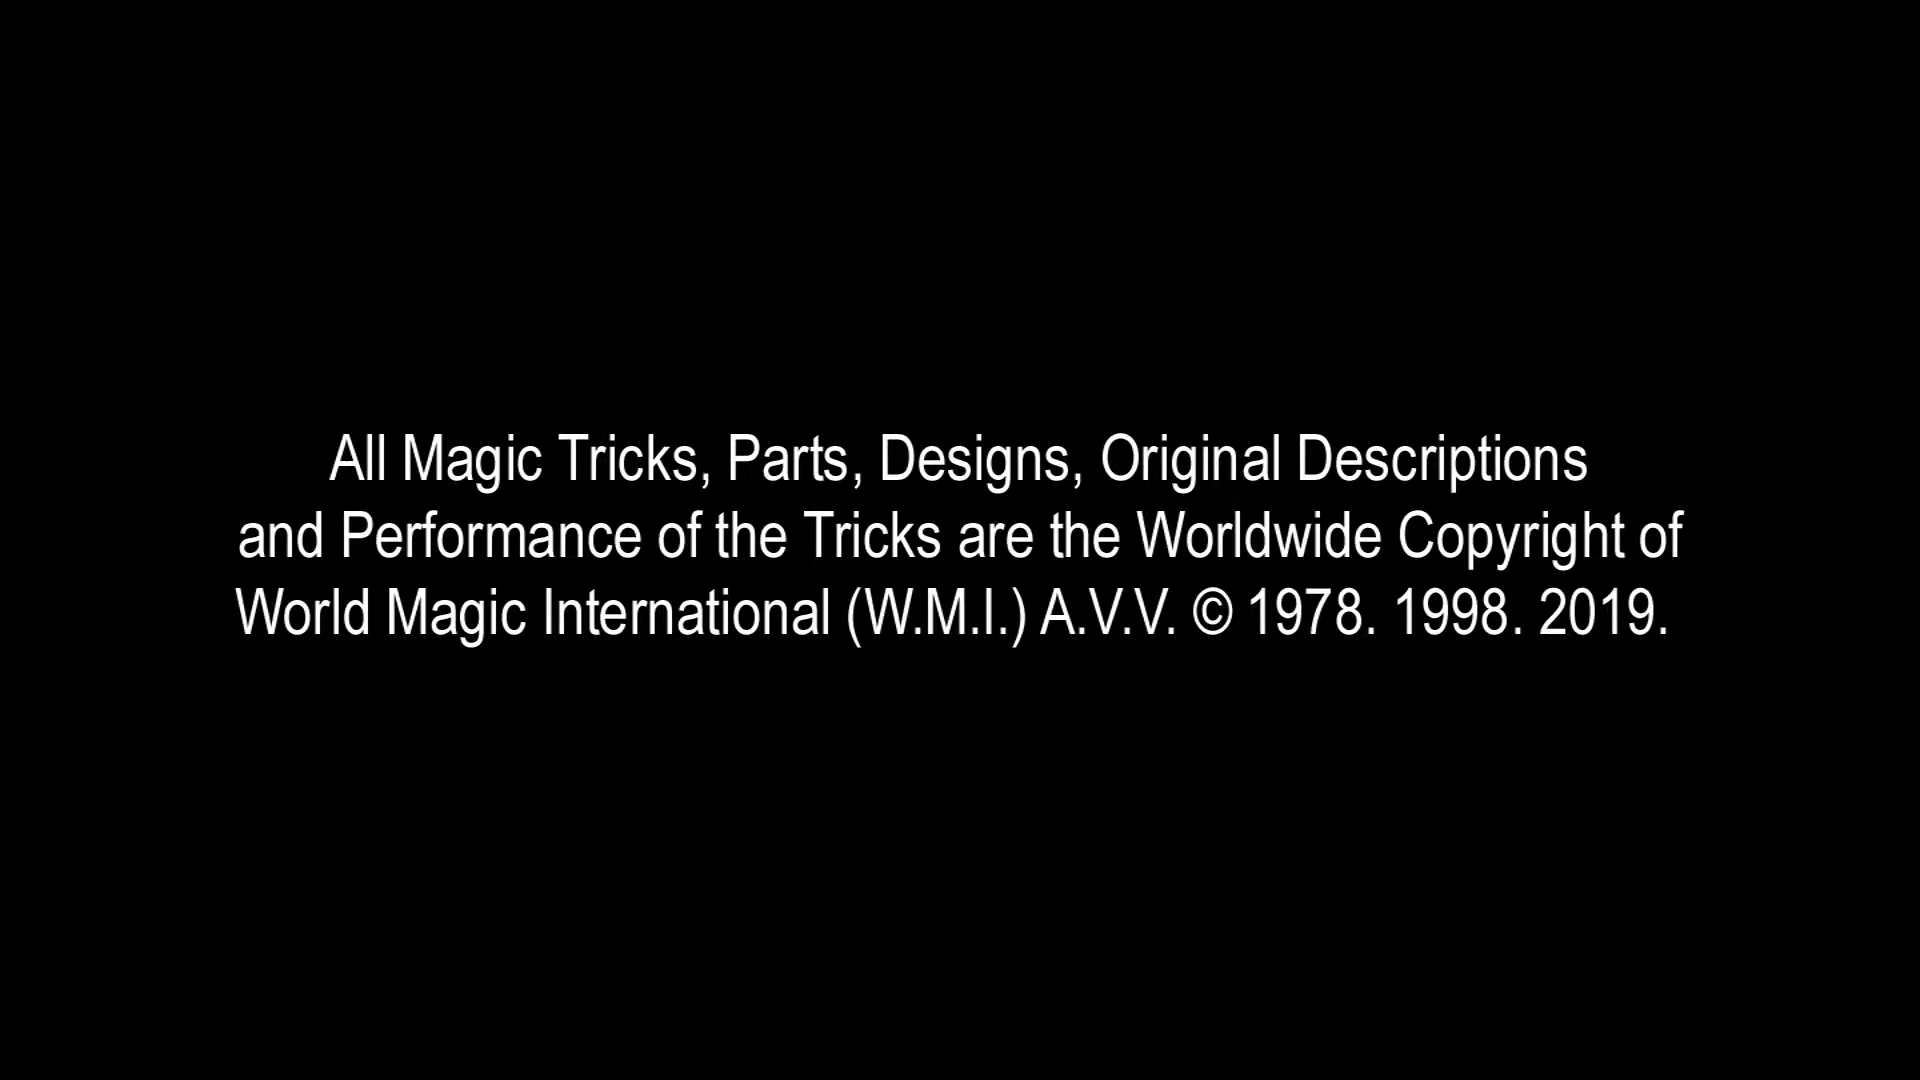 All Magic Tricks, Parts, Designs, Original Descriptions
and Performance of the Tricks are the Worldwide Copyright of
World Magic International (W.M.I.) A.V.V. © 1978. 1998. 2019.